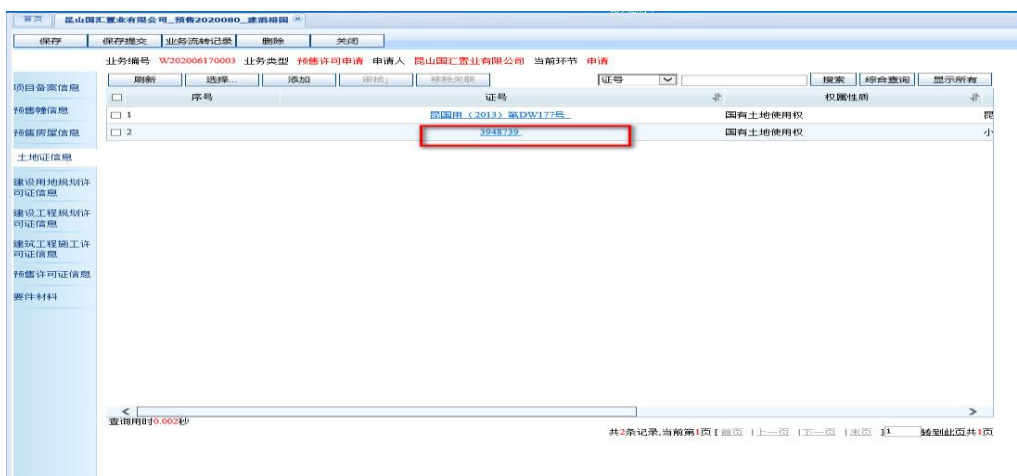 首页 昆山国汇置业有限公司_预售2020080_建滔裕园
保存 保存提交 业务流转记录 删除 关闭
业务编号 W202006170003 业务类型 预售许可申请 申请人 昆山国汇置业有限公司 当前环节 申请
刷新 选择... 添加 审核↓ 移除关联 证号 搜索 综合查询 显示所有
序号 证号 权属性质
1 昆国用（2013）第DW177号 国有土地使用权 昆
2 3948739 国有土地使用权 小
项目备案信息
预售幢信息
预售房屋信息
土地证信息
建设用地规划许
可证信息
建设工程规划许
可证信息
建筑工程施工许
可证信息
预售许可证信息
要件材料
查询用时0.002秒
共2条记录,当前第1页 [ 首页 | 上一页 | 下一页 | 末页 ] 1 转到此页 共1页